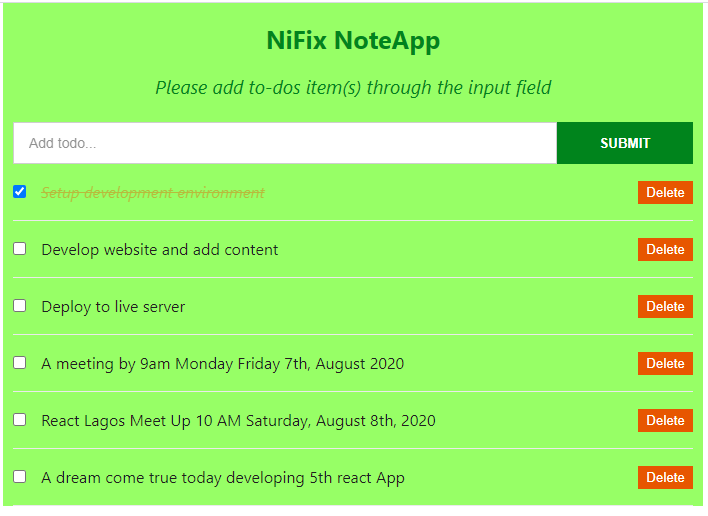 NiFix NoteApp
Please add to-dos item(s) through the input field
Add todo... SUBMIT
Setup development environment Delete
Develop website and add content Delete
Deploy to live server Delete
A meeting by 9am Monday Friday 7th, August 2020 Delete
React Lagos Meet Up 10 AM Saturday, August 8th, 2020 Delete
A dream come true today developing 5th react App Delete